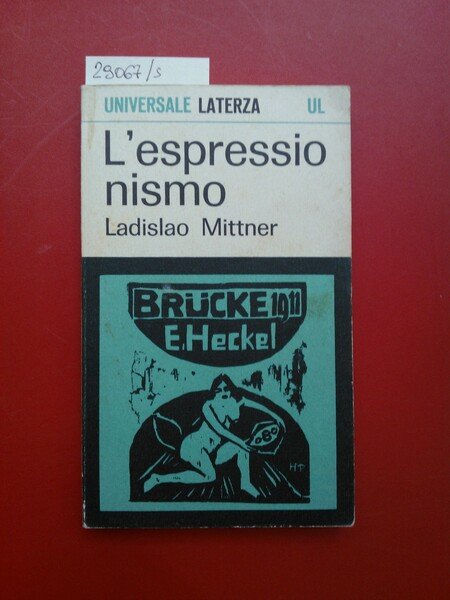 29067/s
UNIVERSALE LATERZA UL
L'espressio
nismo
Ladislao Mittner
BRÜCKE 1911
E.Heckel